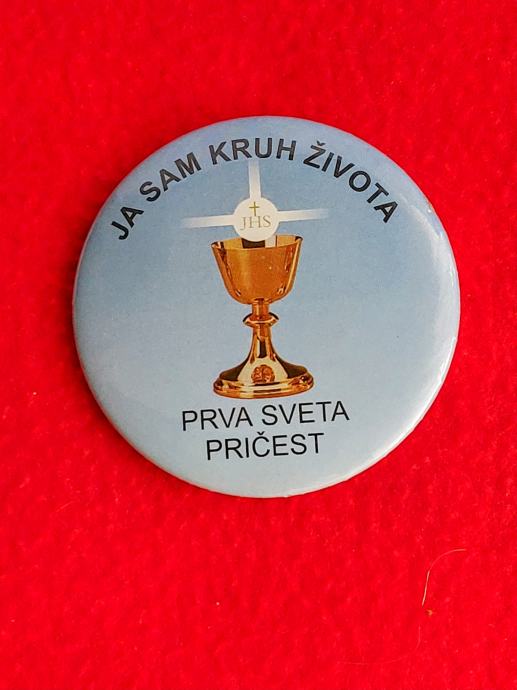 JA SAM KRUH ŽIVOTA
JHS
PRVA SVETA
PRIČEST